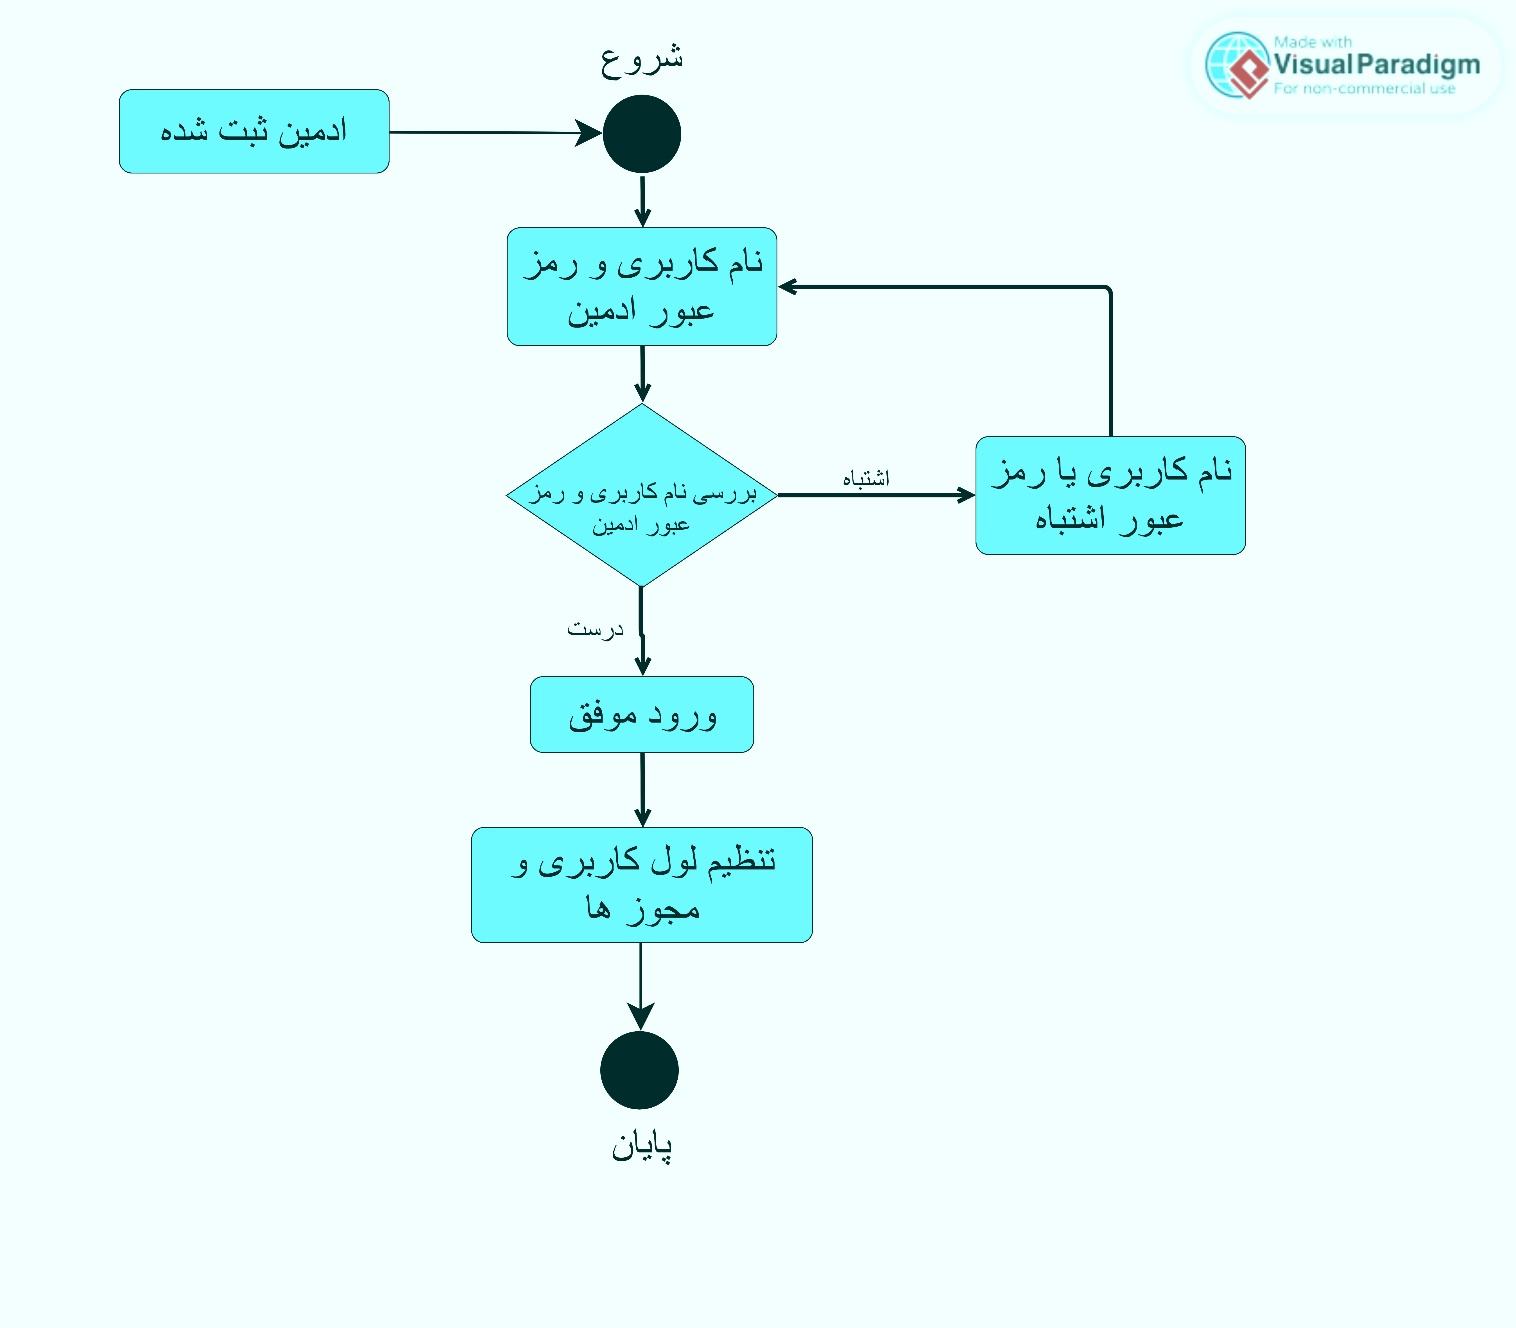 Made with
Visual Paradigm
For non-commercial use
شروع
ادمین ثبت شده
نام کاربری و رمز
عبور ادمین
بررسی نام کاربری و رمز
عبور ادمین
اشتباه
نام کاربری یا رمز
عبور اشتباه
درست
ورود موفق
تنظیم لول کاربری و
مجوز ها
پایان